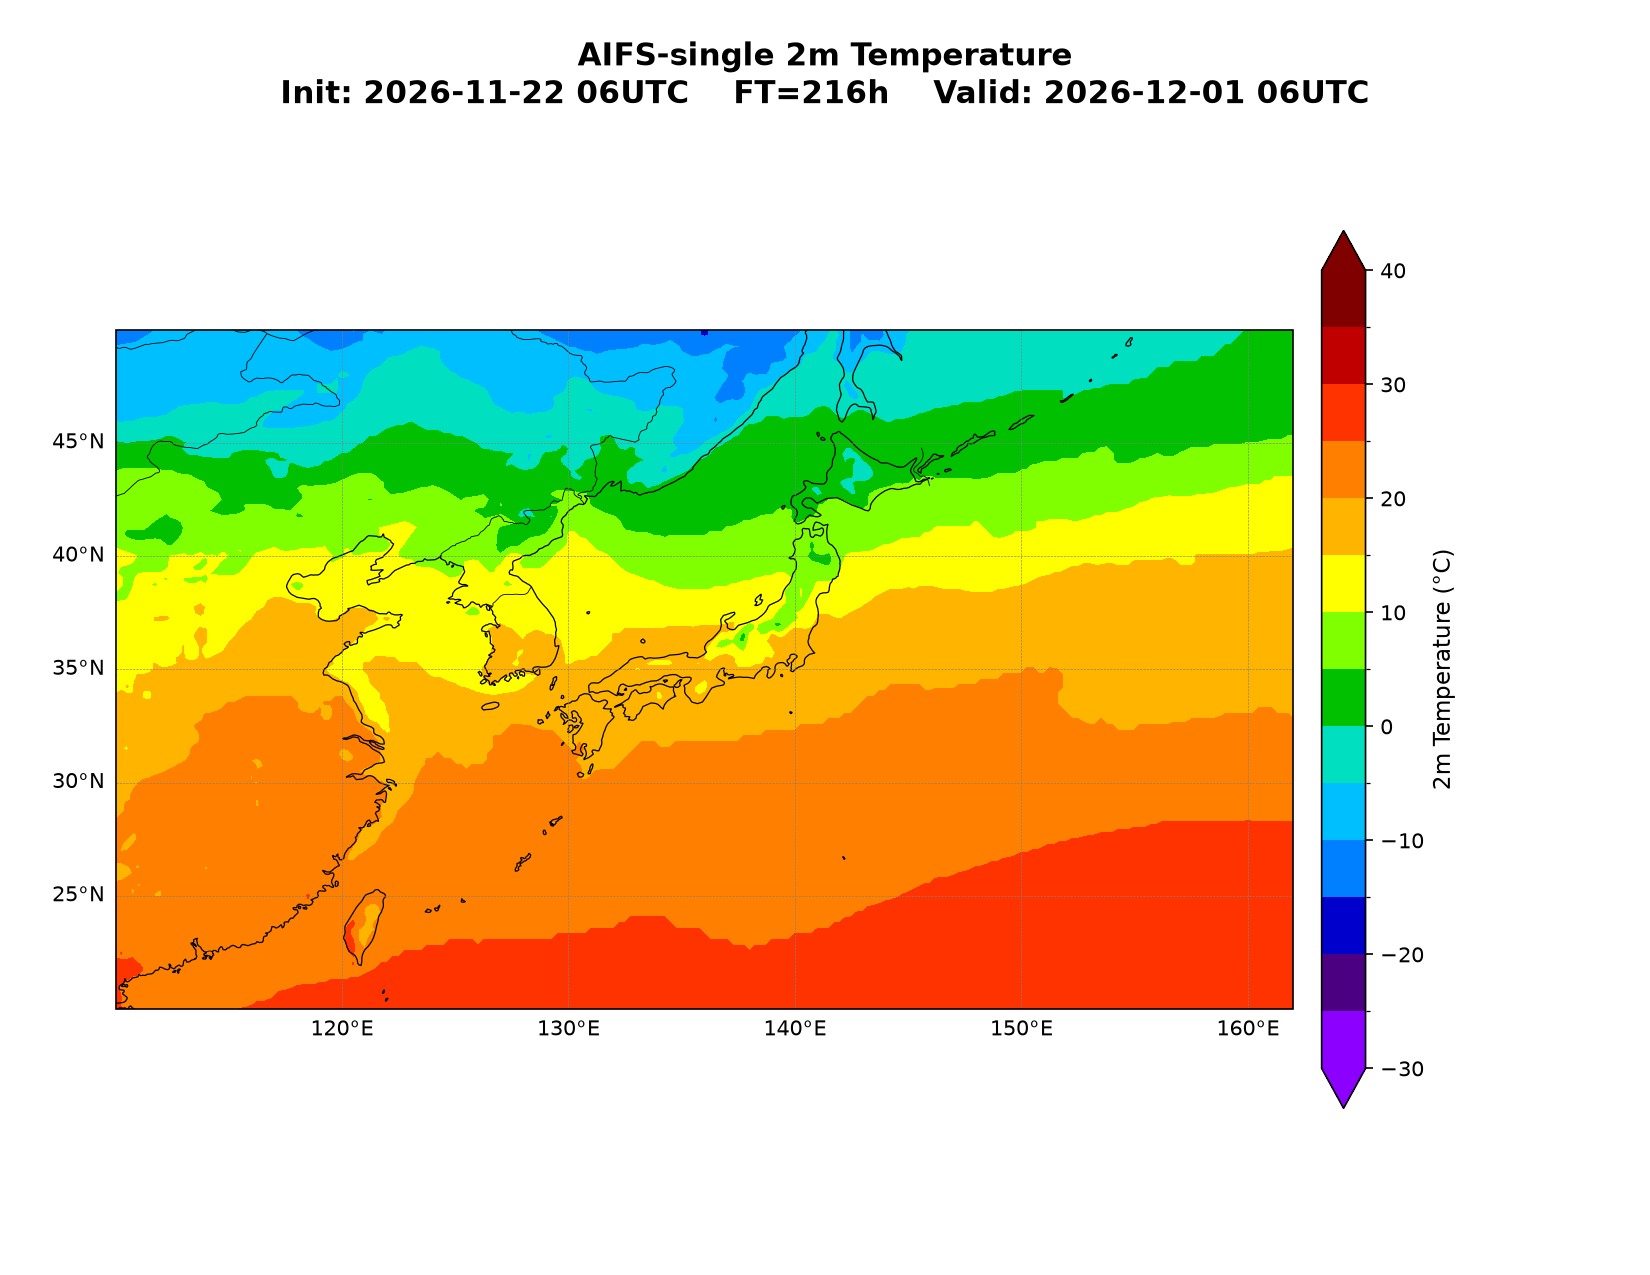 AIFS-single 2m Temperature
Init: 2026-11-22 06UTC    FT=216h    Valid: 2026-12-01 06UTC
40
30
20
10
0
−10
−20
−30
2m Temperature (°C)
45°N
40°N
35°N
30°N
25°N
120°E
130°E
140°E
150°E
160°E